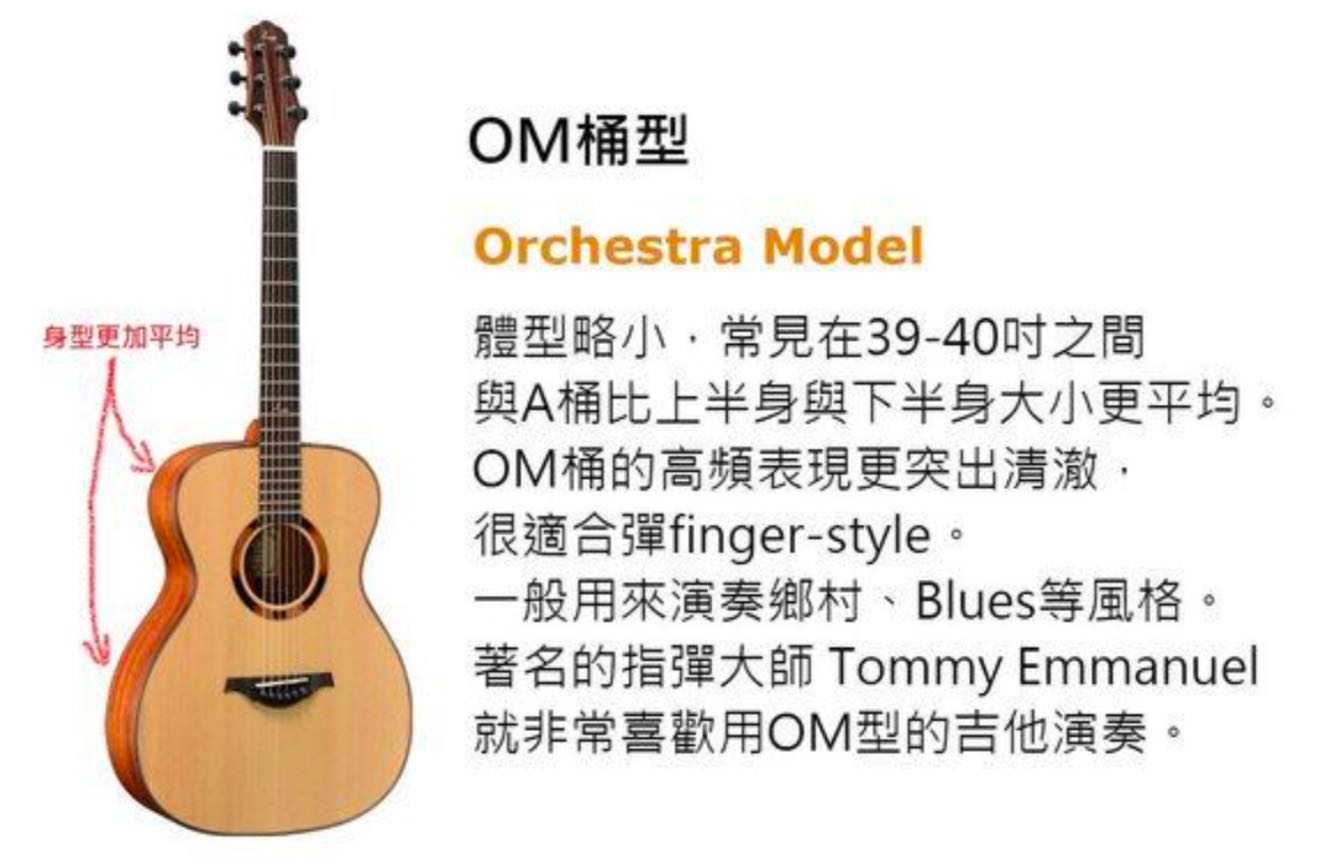 OM桶型
Orchestra Model
身型更加平均
體型略小，常見在39-40吋之間
與A桶比上半身與下半身大小更平均。
OM桶的高頻表現更突出清澈，
很適合彈finger-style。
一般用來演奏鄉村、Blues等風格。
著名的指彈大師 Tommy Emmanuel
就非常喜歡用OM型的吉他演奏。